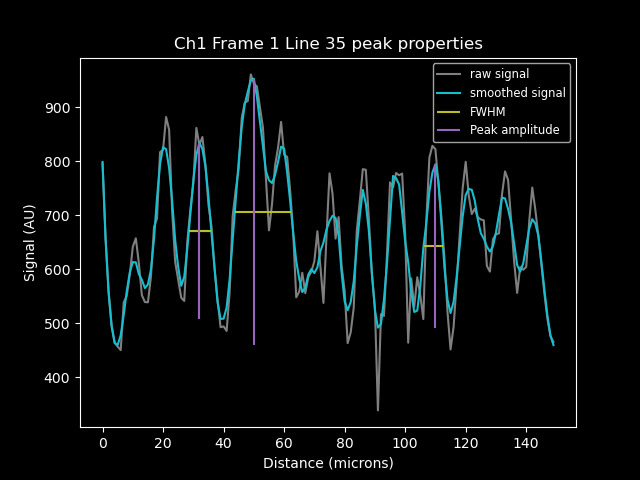 Ch1 Frame 1 Line 35 peak properties
raw signal
smoothed signal
FWHM
Peak amplitude
Signal (AU)
900
800
700
600
500
400
0 20 40 60 80 100 120 140
Distance (microns)